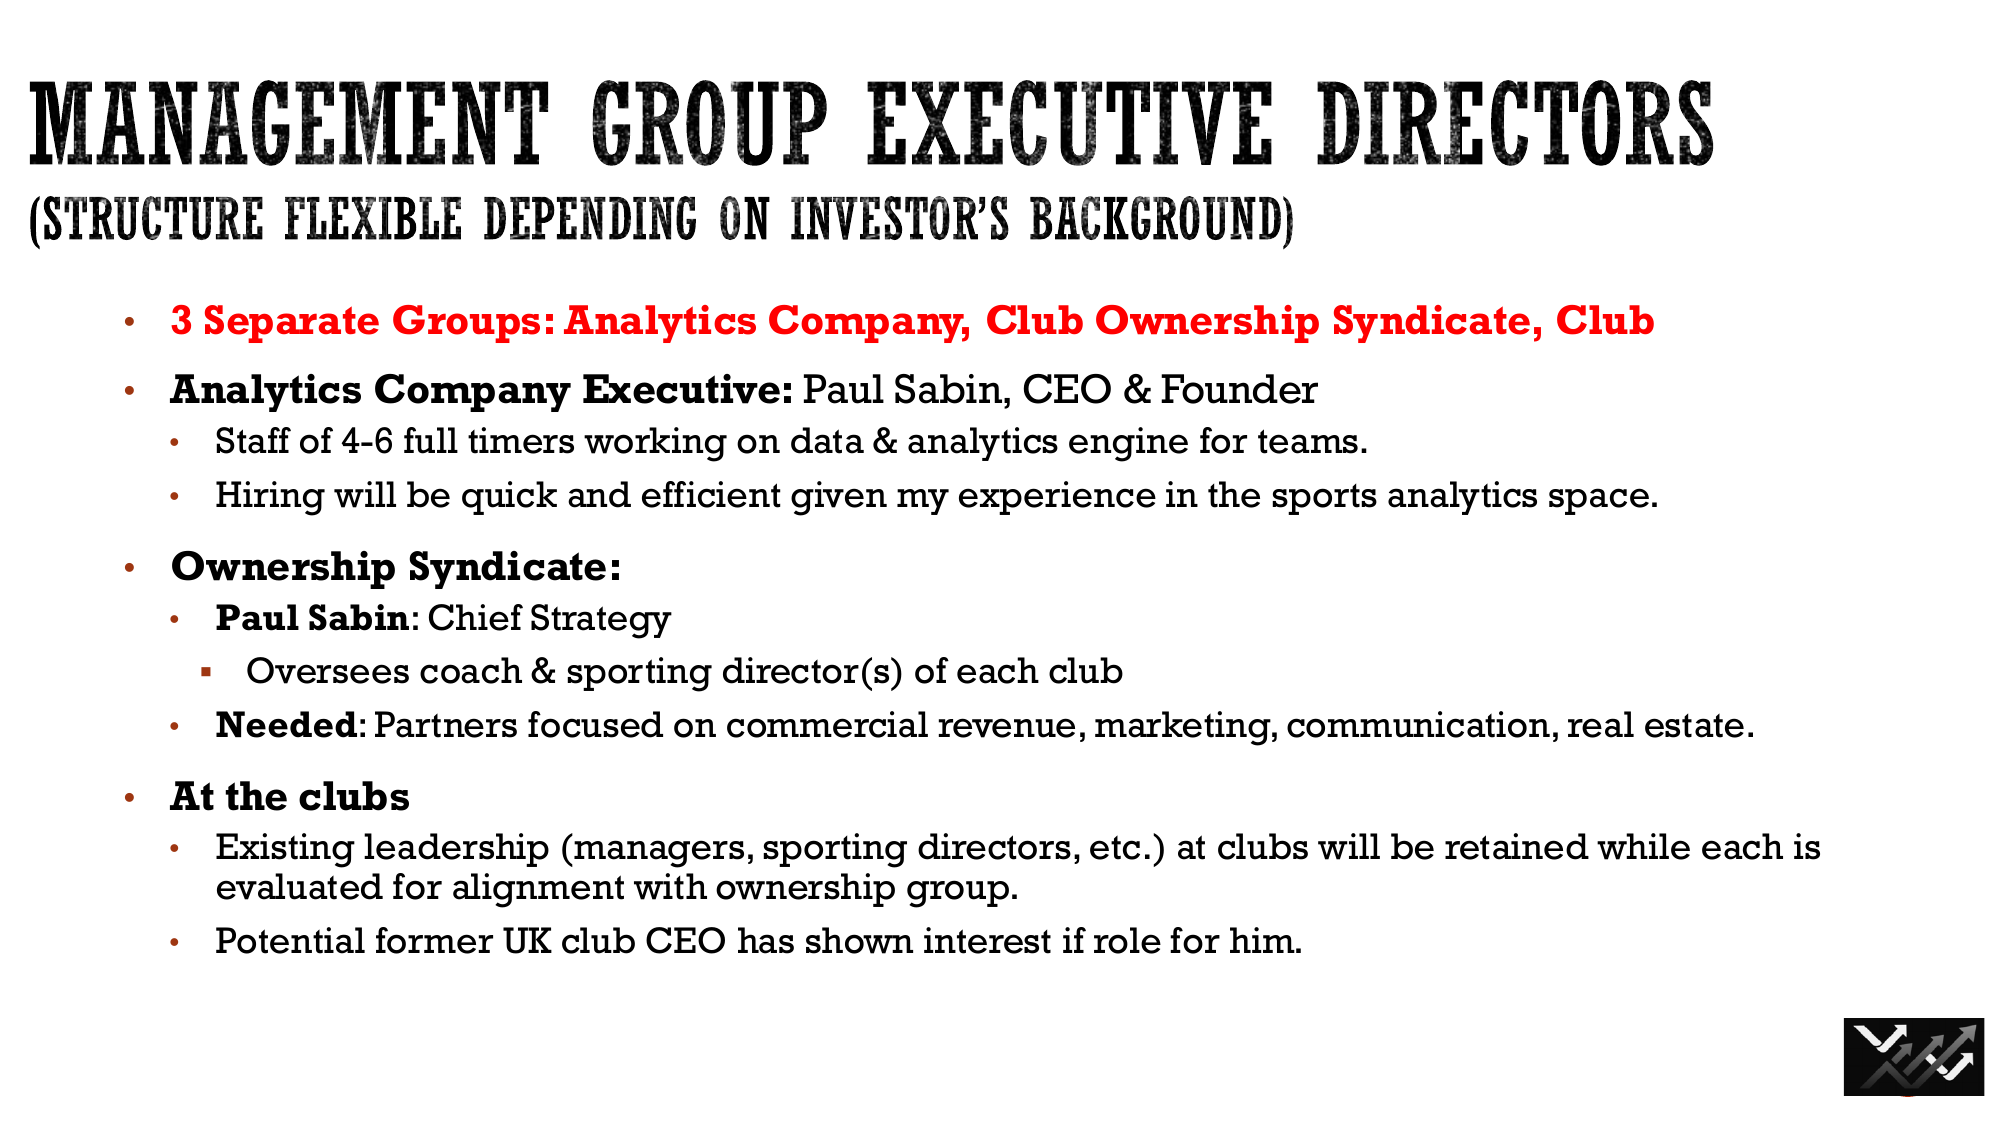 MANAGEMENT GROUP EXECUTIVE DIRECTORS
(STRUCTURE FLEXIBLE DEPENDING ON INVESTOR'S BACKGROUND)
• 3 Separate Groups: Analytics Company, Club Ownership Syndicate, Club
• Analytics Company Executive: Paul Sabin, CEO & Founder
• Staff of 4-6 full timers working on data & analytics engine for teams.
• Hiring will be quick and efficient given my experience in the sports analytics space.
• Ownership Syndicate:
• Paul Sabin: Chief Strategy
▪ Oversees coach & sporting director(s) of each club
• Needed: Partners focused on commercial revenue, marketing, communication, real estate.
• At the clubs
• Existing leadership (managers, sporting directors, etc.) at clubs will be retained while each is
evaluated for alignment with ownership group.
• Potential former UK club CEO has shown interest if role for him.